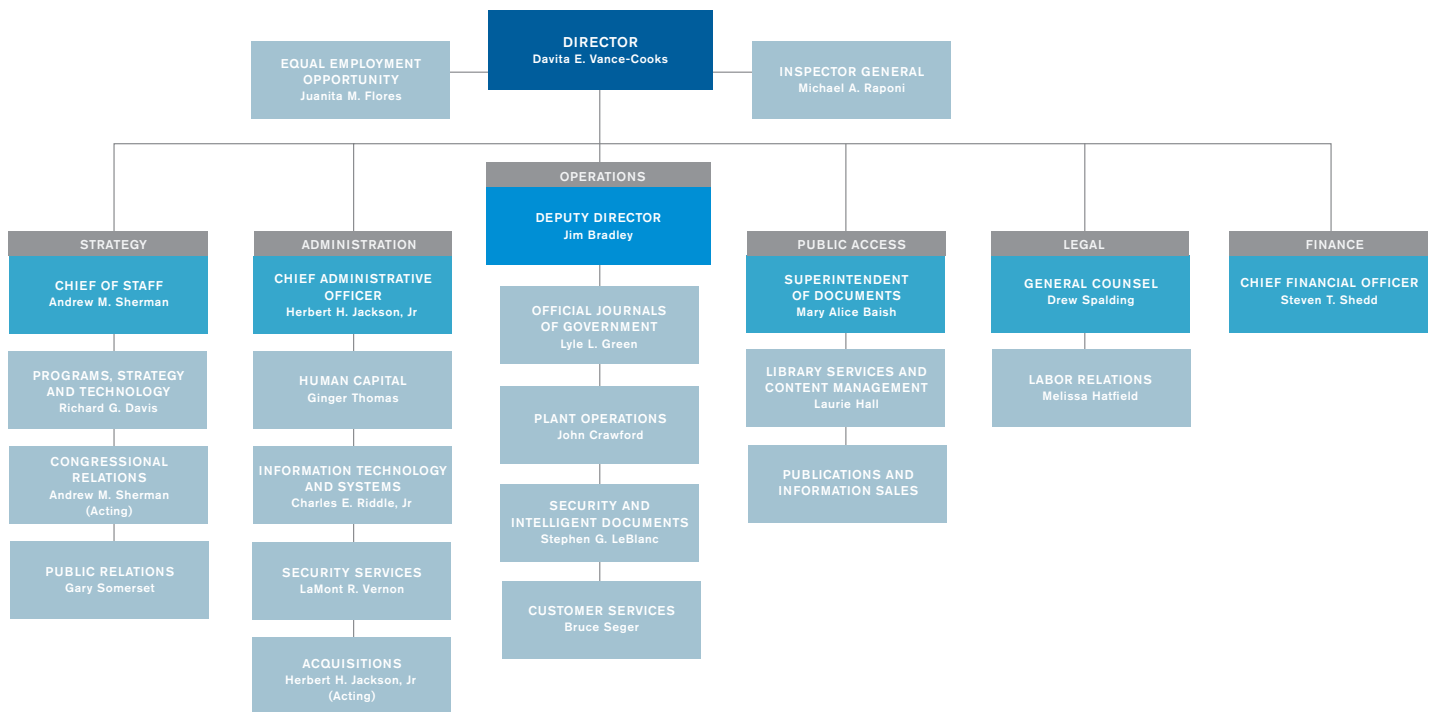 DIRECTOR
Davita E. Vance-Cooks
EQUAL EMPLOYMENT
OPPORTUNITY
Juanita M. Flores
INSPECTOR GENERAL
Michael A. Raponi
STRATEGY
CHIEF OF STAFF
Andrew M. Sherman
PROGRAMS, STRATEGY
AND TECHNOLOGY
Richard G. Davis
CONGRESSIONAL
RELATIONS
Andrew M. Sherman
(Acting)
PUBLIC RELATIONS
Gary Somerset
ADMINISTRATION
CHIEF ADMINISTRATIVE
OFFICER
Herbert H. Jackson, Jr
HUMAN CAPITAL
Ginger Thomas
INFORMATION TECHNOLOGY
AND SYSTEMS
Charles E. Riddle, Jr
SECURITY SERVICES
LaMont R. Vernon
ACQUISITIONS
Herbert H. Jackson, Jr
(Acting)
OPERATIONS
DEPUTY DIRECTOR
Jim Bradley
OFFICIAL JOURNALS
OF GOVERNMENT
Lyle L. Green
PLANT OPERATIONS
John Crawford
SECURITY AND
INTELLIGENT DOCUMENTS
Stephen G. LeBlanc
CUSTOMER SERVICES
Bruce Seger
PUBLIC ACCESS
SUPERINTENDENT
OF DOCUMENTS
Mary Alice Baish
LIBRARY SERVICES AND
CONTENT MANAGEMENT
Laurie Hall
PUBLICATIONS AND
INFORMATION SALES
LEGAL
GENERAL COUNSEL
Drew Spalding
LABOR RELATIONS
Melissa Hatfield
FINANCE
CHIEF FINANCIAL OFFICER
Steven T. Shedd